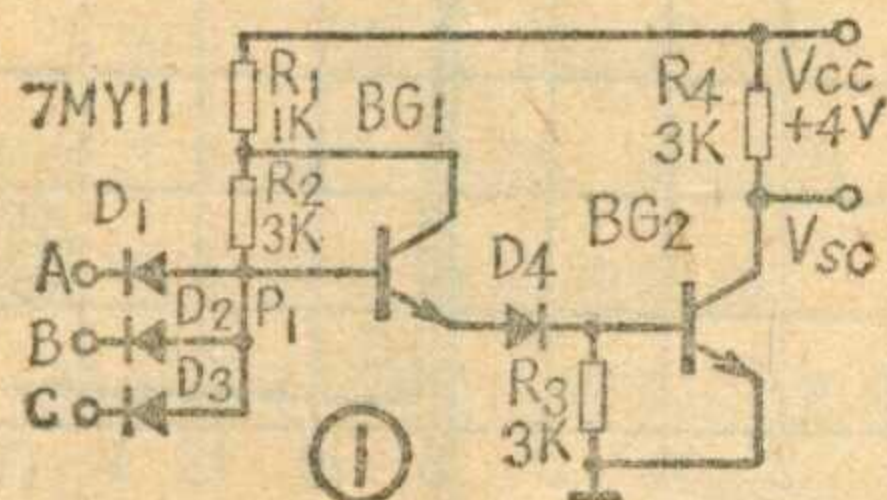 7MY11
R1
1K
BG1
R4
3K
VCC
+4V
R2
3K
D1
BG2
A
D2
P1
D4
VSC
B
D3
C
R3
3K
1